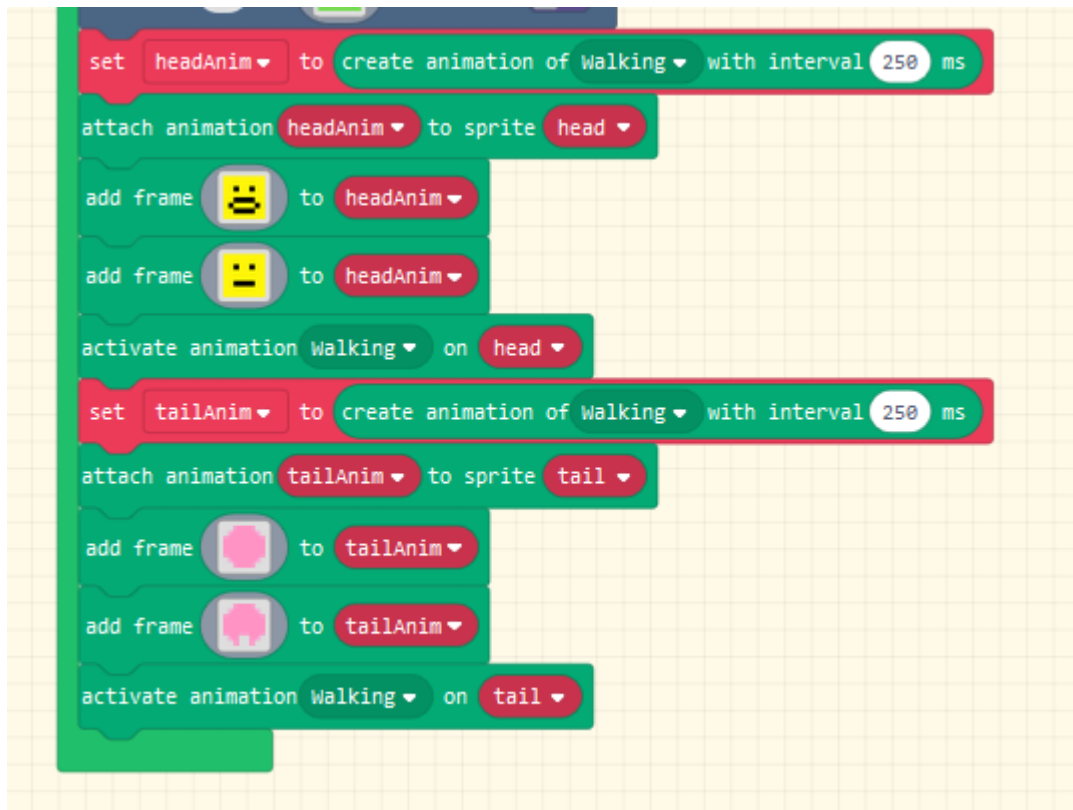 set headAnim to create animation of Walking with interval 250 ms
attach animation headAnim to sprite head
add frame to headAnim
add frame to headAnim
activate animation Walking on head
set tailAnim to create animation of Walking with interval 250 ms
attach animation tailAnim to sprite tail
add frame to tailAnim
add frame to tailAnim
activate animation Walking on tail